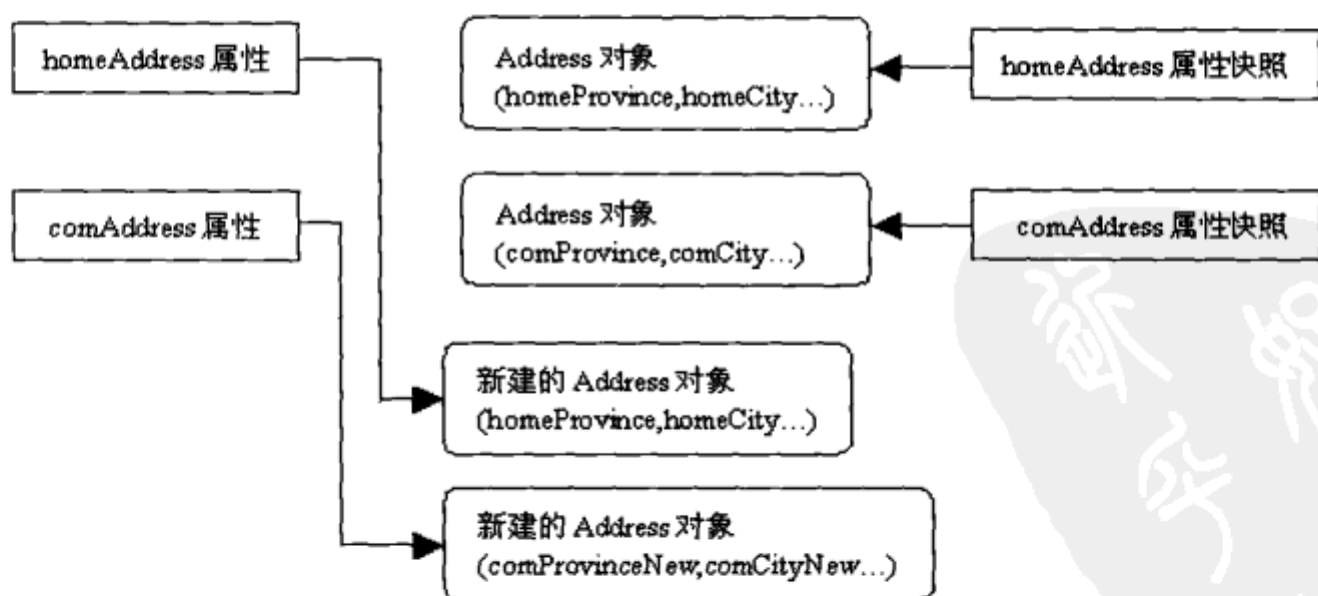 homeAddress 属性
Address 对象
(homeProvince,homeCity…)
homeAddress 属性快照
comAddress 属性
Address 对象
(comProvince,comCity…)
comAddress 属性快照
新建的 Address 对象
(homeProvince,homeCity…)
新建的 Address 对象
(comProvinceNew,comCityNew…)